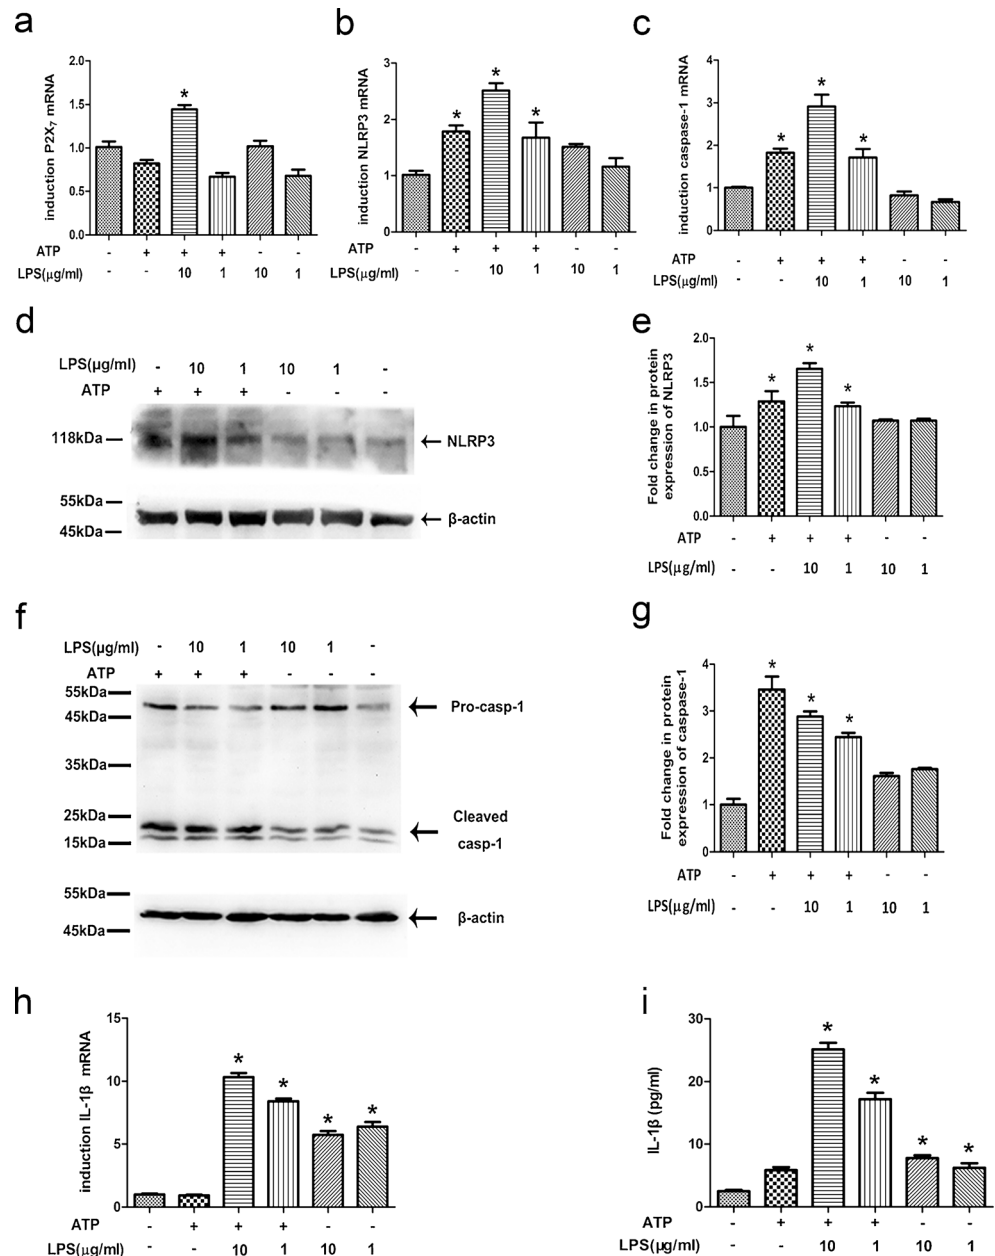 a
induction P2X7 mRNA
2.0
1.5
*
1.0
0.5
0.0
ATP - + + + - -
LPS(μg/ml) - - 10 1 10 1
b
induction NLRP3 mRNA
3
*
2
* *
1
0
ATP - + + + - -
LPS(μg/ml) - - 10 1 10 1
c
induction caspase-1 mRNA
4
*
3
* *
2
1
0
ATP - + + + - -
LPS(μg/ml) - - 10 1 10 1
d
LPS(μg/ml) - 10 1 10 1 -
ATP + + + - - -
118kDa NLRP3
55kDa
β-actin
45kDa
e
Fold change in protein
expression of NLRP3
2.0
*
1.5
* *
1.0
0.5
0.0
ATP - + + + - -
LPS(μg/ml) - - 10 1 10 1
f
LPS(μg/ml) - 10 1 10 1 -
ATP + + + - - -
55kDa
Pro-casp-1
45kDa
35kDa
25kDa
Cleaved
casp-1
15kDa
55kDa
β-actin
45kDa
g
Fold change in protein
expression of caspase-1
4
* * *
3
2
1
0
ATP - + + + - -
LPS(μg/ml) - - 10 1 10 1
h
induction IL-1β mRNA
15
* * * *
10
5
0
ATP - + + + - -
LPS(μg/ml) - - 10 1 10 1
i
IL-1β (pg/ml)
30
* * * *
20
10
0
ATP - + + + - -
LPS(μg/ml) - - 10 1 10 1